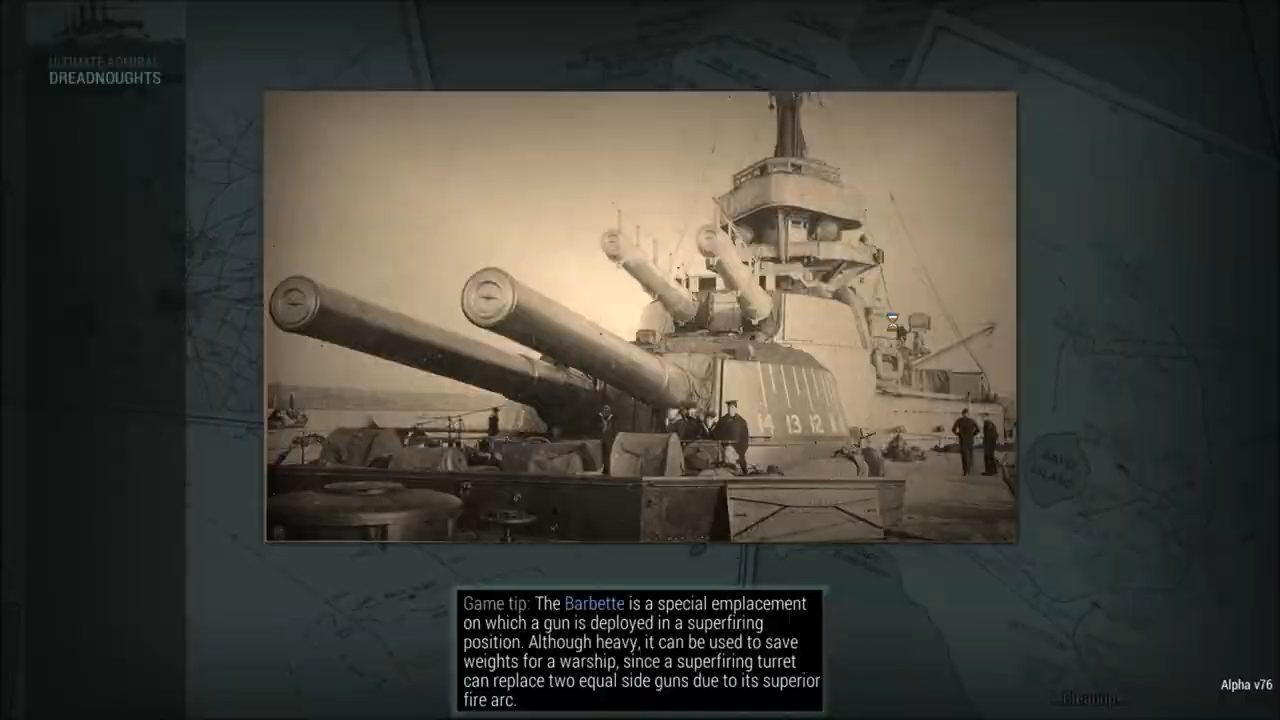 ULTIMATE ADMIRAL
DREADNOUGHTS
14 13 12
Game tip: The Barbette is a special emplacement
on which a gun is deployed in a superfiring
position. Although heavy, it can be used to save
weights for a warship, since a superfiring turret
can replace two equal side guns due to its superior
fire arc.
...Cleanup...
Alpha v76